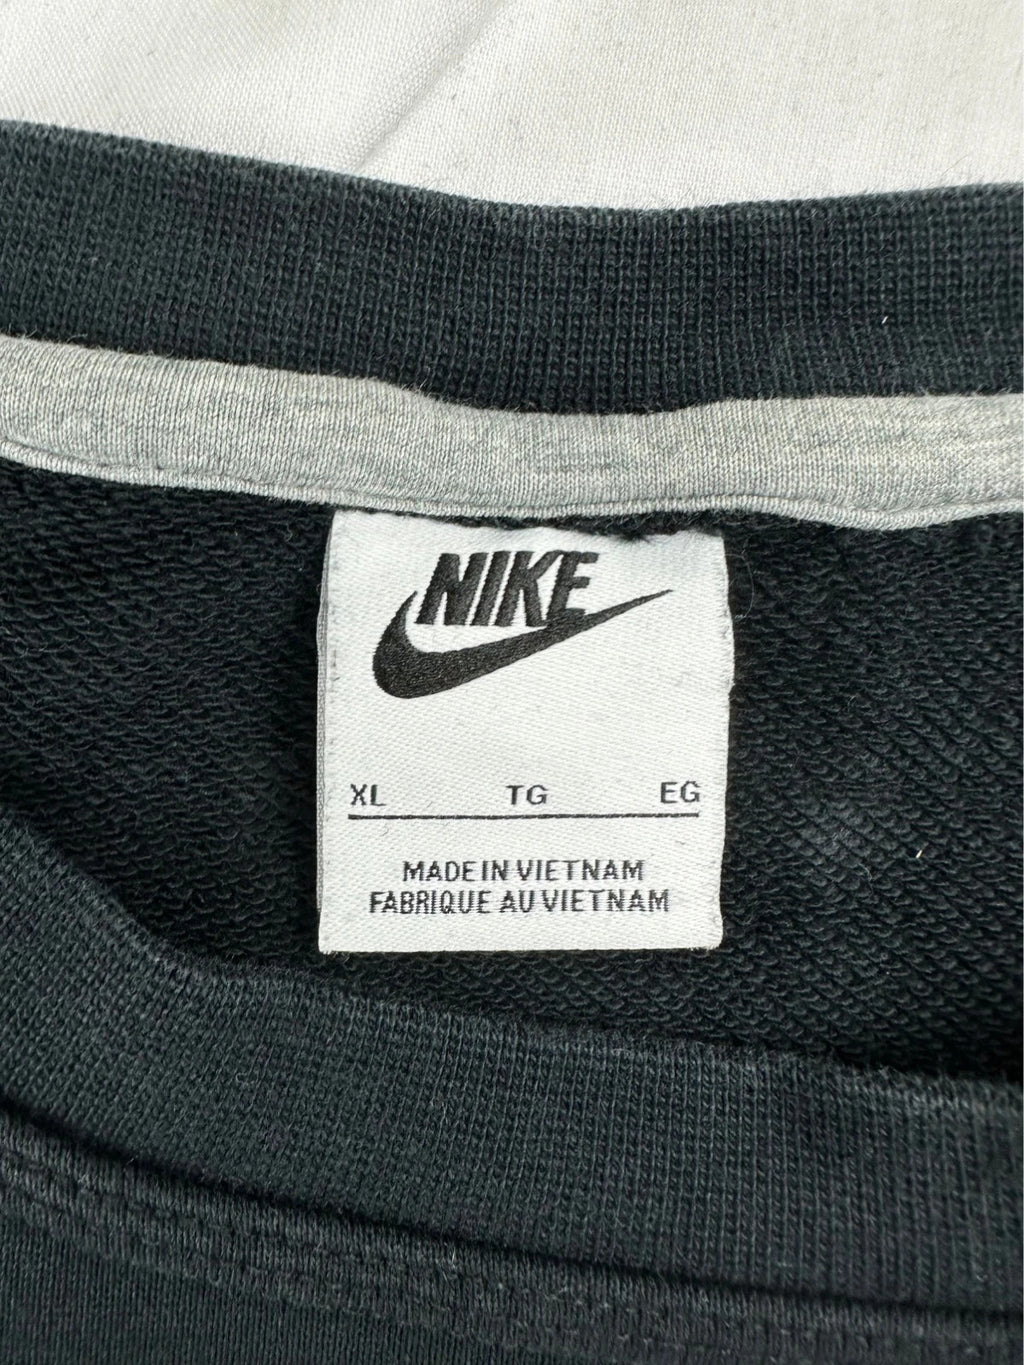 NIKE
XL TG EG
MADE IN VIETNAM
FABRIQUE AU VIETNAM